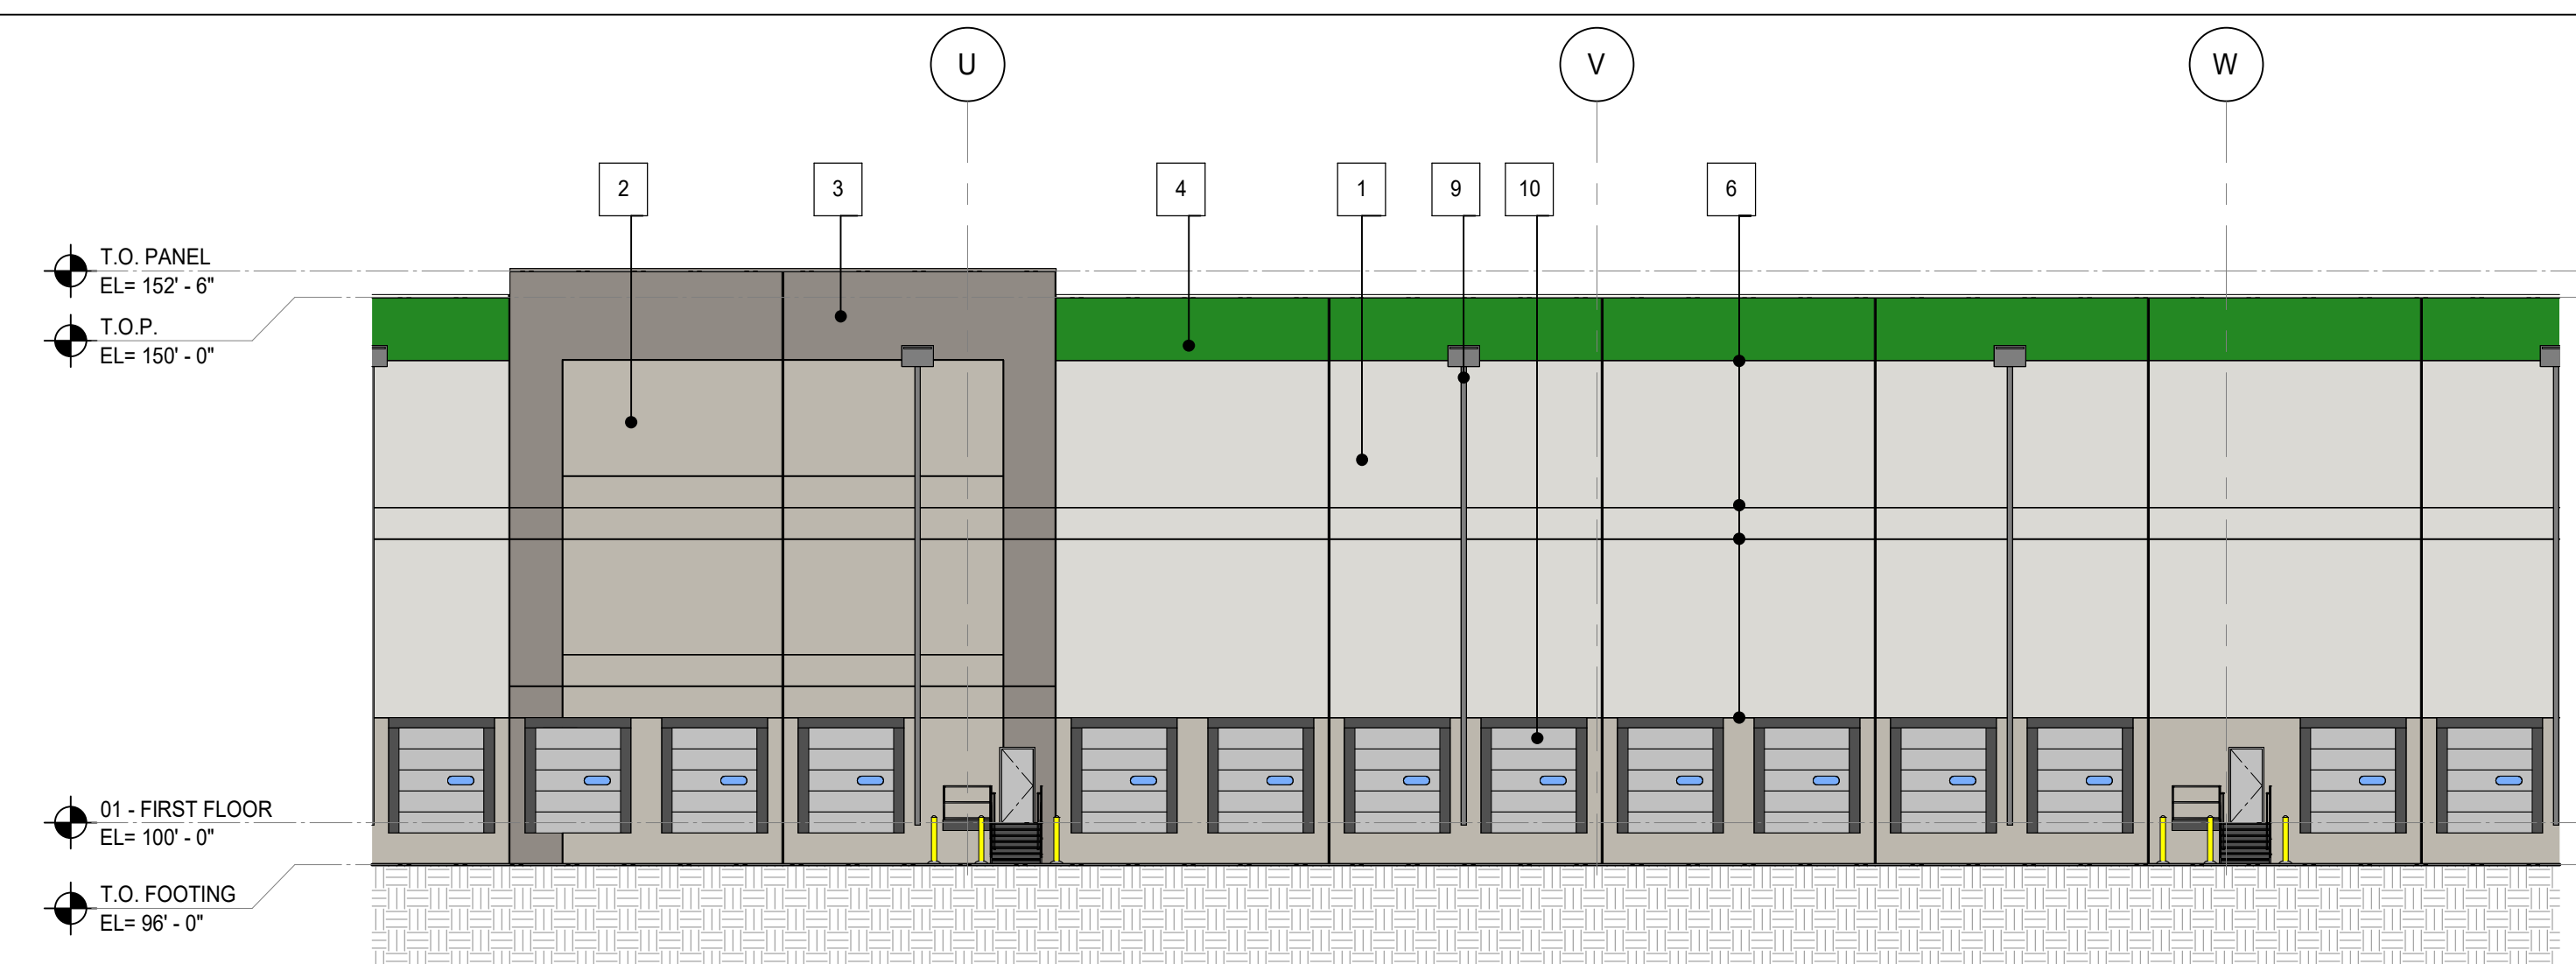 U V W
2 3 4 1 9 10 6
T.O. PANEL
EL= 152' - 6"
T.O.P.
EL= 150' - 0"
01 - FIRST FLOOR
EL= 100' - 0"
T.O. FOOTING
EL= 96' - 0"